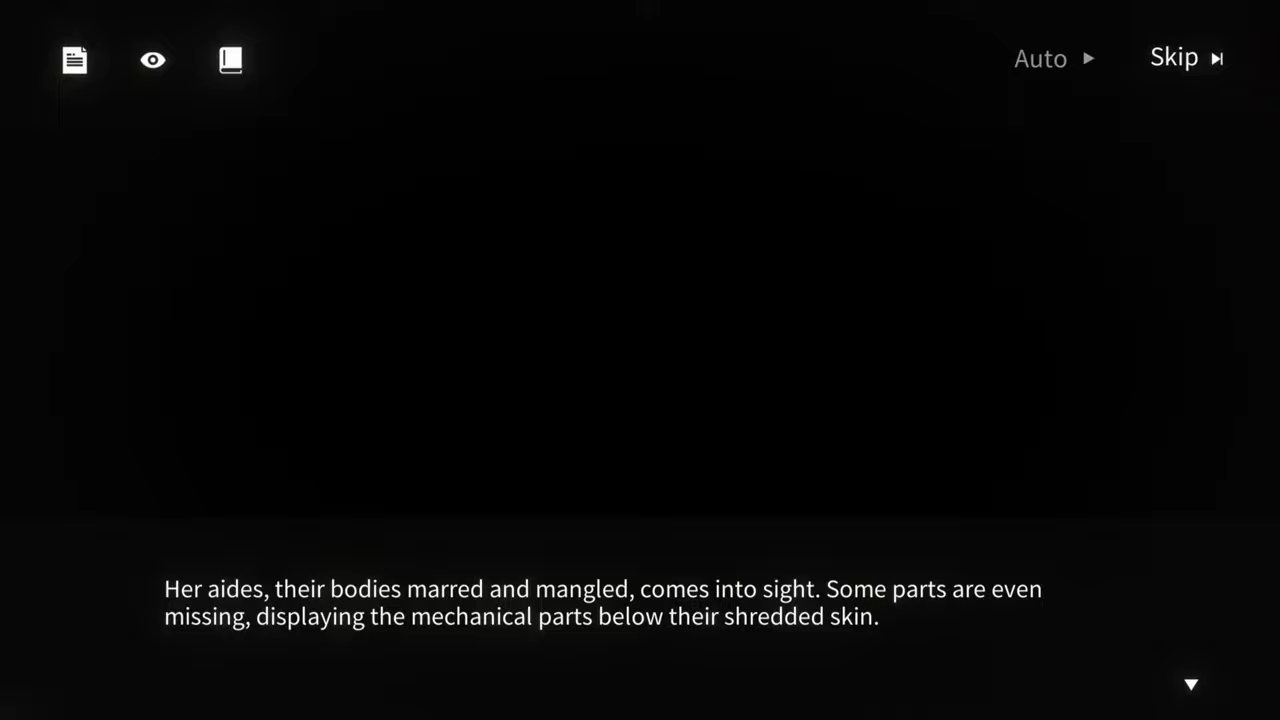 Auto
Skip
Her aides, their bodies marred and mangled, comes into sight. Some parts are even
missing, displaying the mechanical parts below their shredded skin.